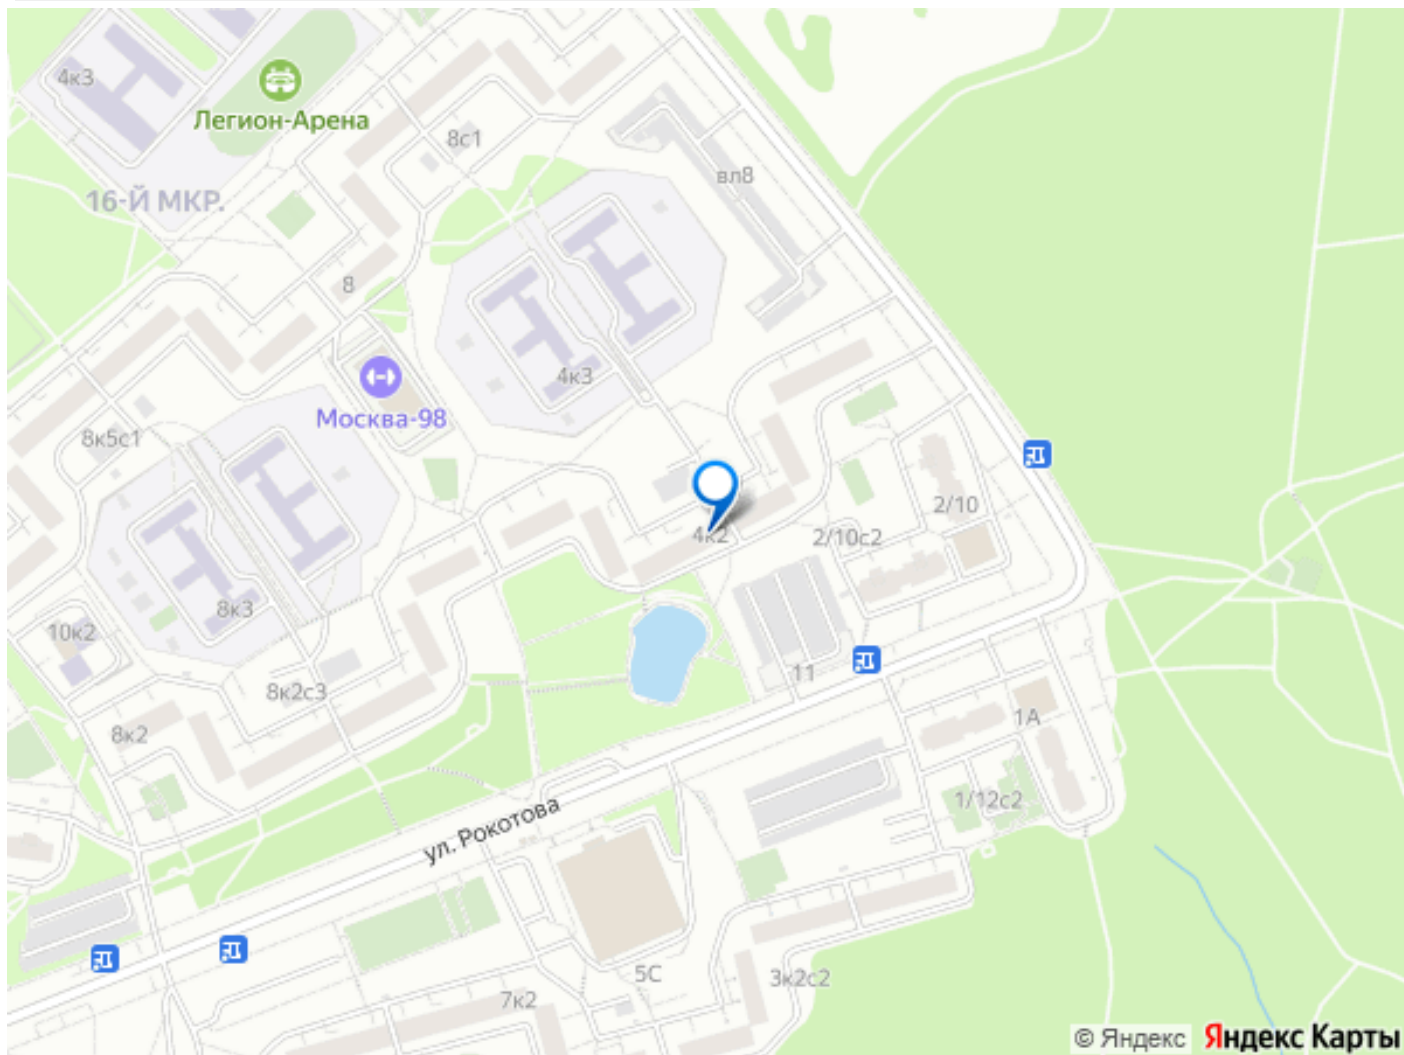 4к3
Легион-Арена
8с1
16-Й МКР.
вл8
8
4к3
Москва-98
8к5с1
2/10
4к2
2/10с2
8к3
10к2
11
8к2с3
8к2
1А
1/12с2
ул. Рокотова
5С
3к2с2
7к2
© Яндекс Яндекс Карты